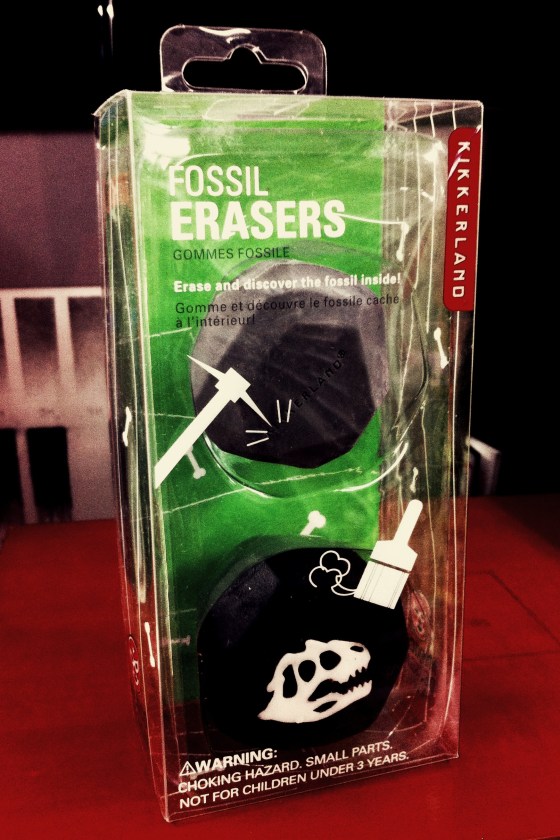 KIKKERLAND
FOSSIL
ERASERS
GOMMES FOSSILE
Erase and discover the fossil inside!
Gomme et découvre le fossile caché
à l'intérieur!
KIKKERLAND®
⚠WARNING:
CHOKING HAZARD. SMALL PARTS.
NOT FOR CHILDREN UNDER 3 YEARS.